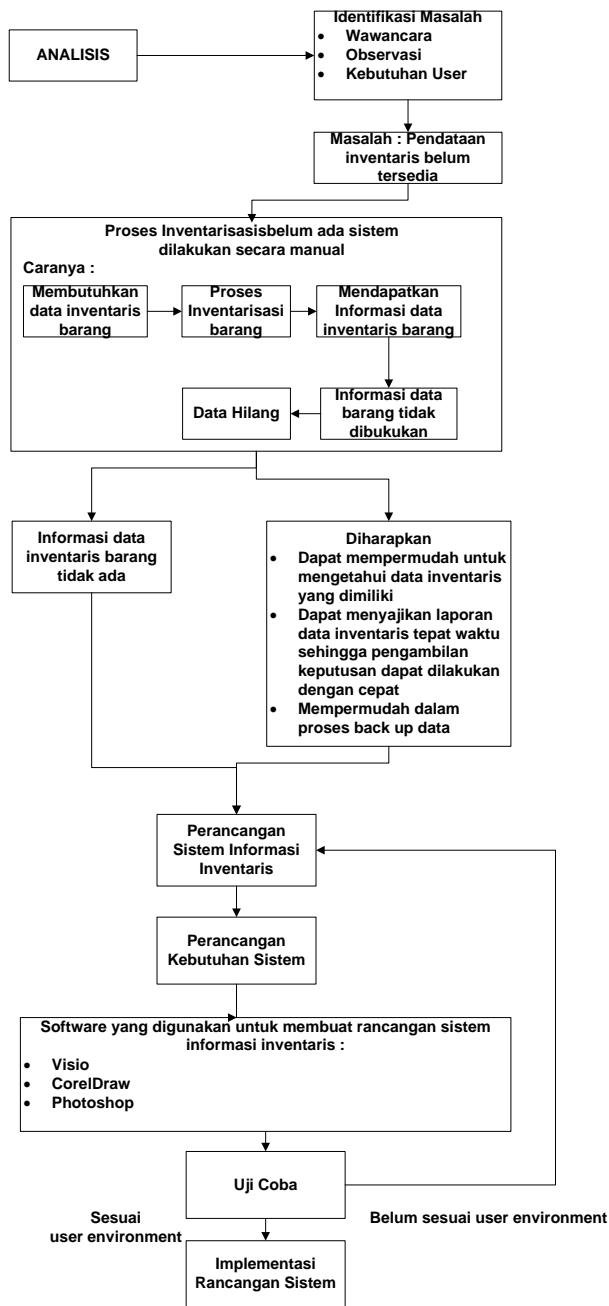 ANALISIS
Identifikasi Masalah
• Wawancara
• Observasi
• Kebutuhan User
Masalah : Pendataan
inventaris belum
tersedia
Proses Inventarisasisbelum ada sistem
dilakukan secara manual
Caranya :
Membutuhkan
data inventaris
barang
Proses
Inventarisasi
barang
Mendapatkan
Informasi data
inventaris barang
Data Hilang
Informasi data
barang tidak
dibukukan
Informasi data
inventaris barang
tidak ada
Diharapkan
• Dapat mempermudah untuk
mengetahui data inventaris
yang dimiliki
• Dapat menyajikan laporan
data inventaris tepat waktu
sehingga pengambilan
keputusan dapat dilakukan
dengan cepat
• Mempermudah dalam
proses back up data
Perancangan
Sistem Informasi
Inventaris
Perancangan
Kebutuhan Sistem
Software yang digunakan untuk membuat rancangan sistem
informasi inventaris :
• Visio
• CorelDraw
• Photoshop
Uji Coba
Sesuai
user environment
Belum sesuai user environment
Implementasi
Rancangan Sistem